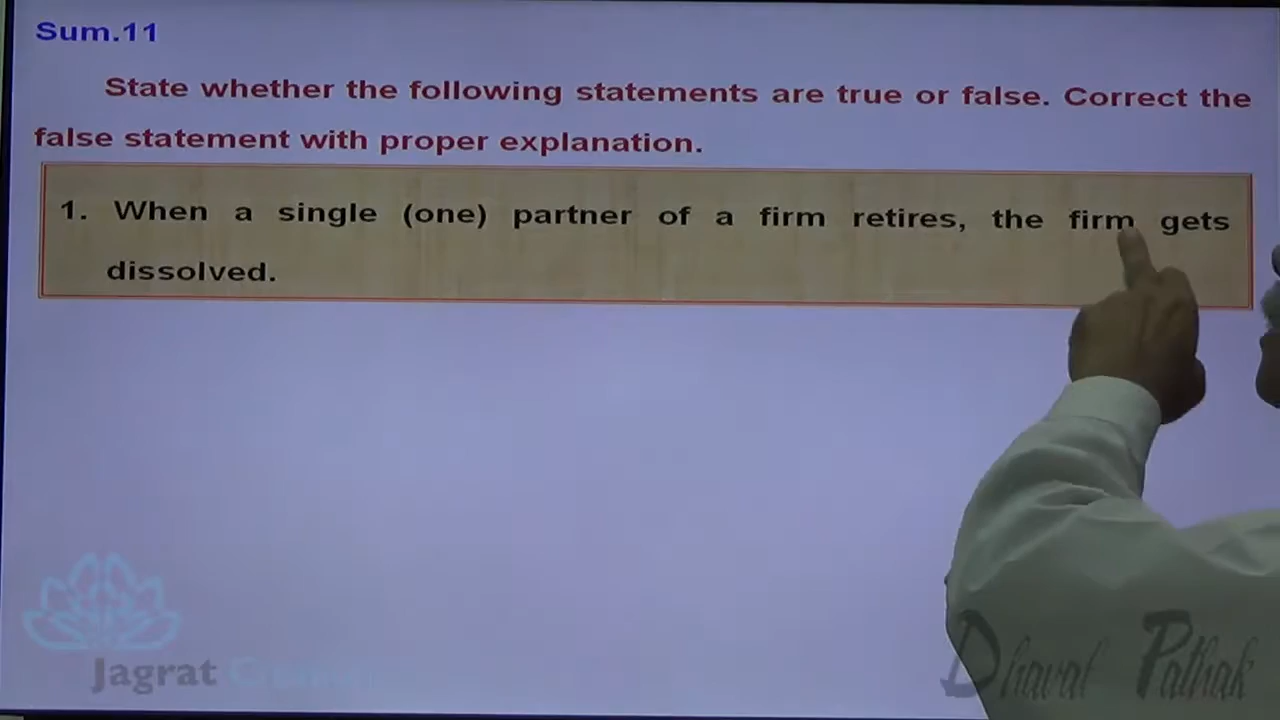 Sum.11
State whether the following statements are true or false. Correct the
false statement with proper explanation.
1. When a single (one) partner of a firm retires, the firm gets
dissolved.
Jagrat
Dhaval Pathak